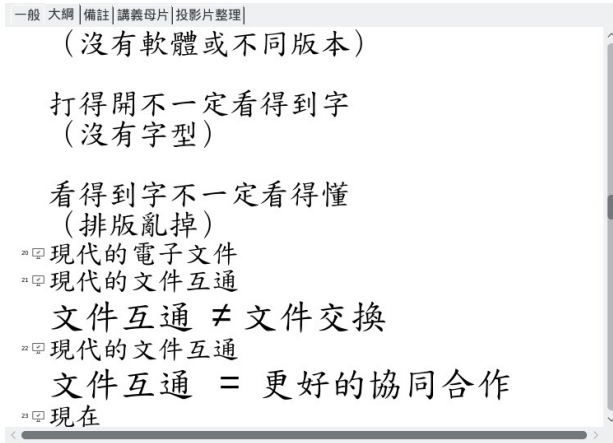 一般 大綱 備註 講義母片 投影片整理
（沒有軟體或不同版本）
打得開不一定看得到字
（沒有字型）
看得到字不一定看得懂
（排版亂掉）
20 現代的電子文件
21 現代的文件互通
文件互通 ≠ 文件交換
22 現代的文件互通
文件互通 = 更好的協同合作
23 現在